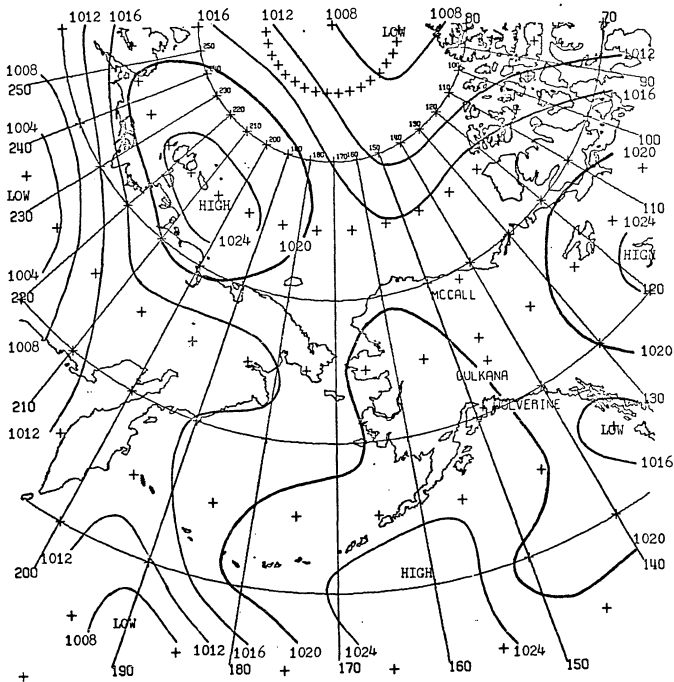 1012 1016 1016 1012 1008 LOW 1008 80 70
1012
1008 250 250 100 90
240 110 1016
250 230 120
220 130
1004 210 140 100
240 200 190 180 170 160 150 1020
LOW
230 HIGH 110
1024
1024 1020 HIGH
1004
220 MCCALL 120
1008 1020
GULKANA
210 WOLVERINE 130
1012 LOW
1016
1020
1012 140
200 HIGH
LOW
1008 1012 1016 1020 1024 1024
190 180 170 160 150